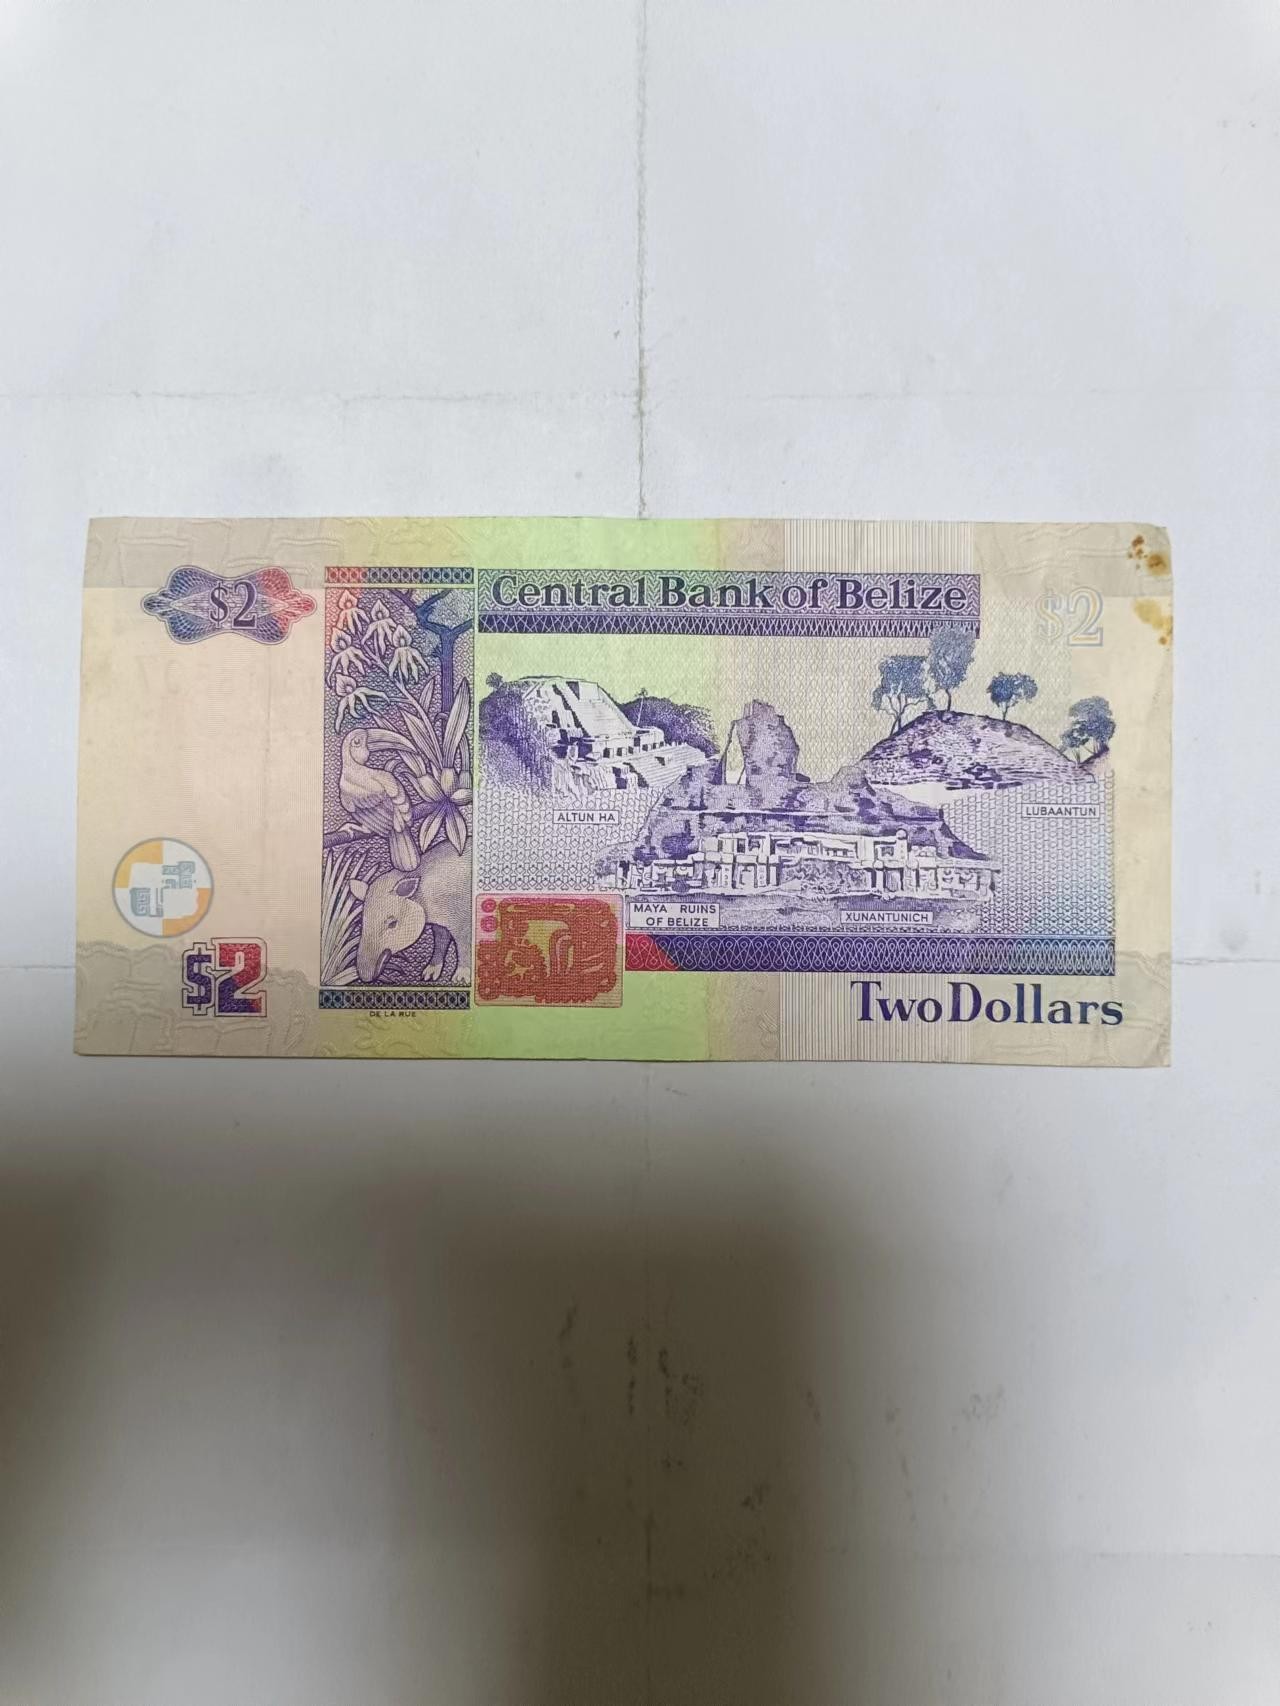 $2
Central Bank of Belize
$2
ALTUN HA
LUBAANTUN
MAYA RUINS
OF BELIZE
XUNANTUNICH
$2
Two Dollars
DE LA RUE